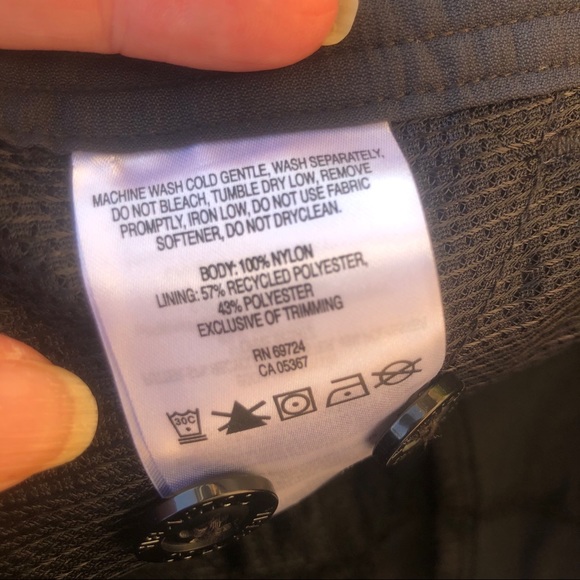 MACHINE WASH COLD GENTLE, WASH SEPARATELY,
DO NOT BLEACH, TUMBLE DRY LOW, REMOVE
PROMPTLY, IRON LOW, DO NOT USE FABRIC
SOFTENER, DO NOT DRYCLEAN.
BODY: 100% NYLON
LINING: 57% RECYCLED POLYESTER,
43% POLYESTER
EXCLUSIVE OF TRIMMING
RN 69724
CA 05367
30C